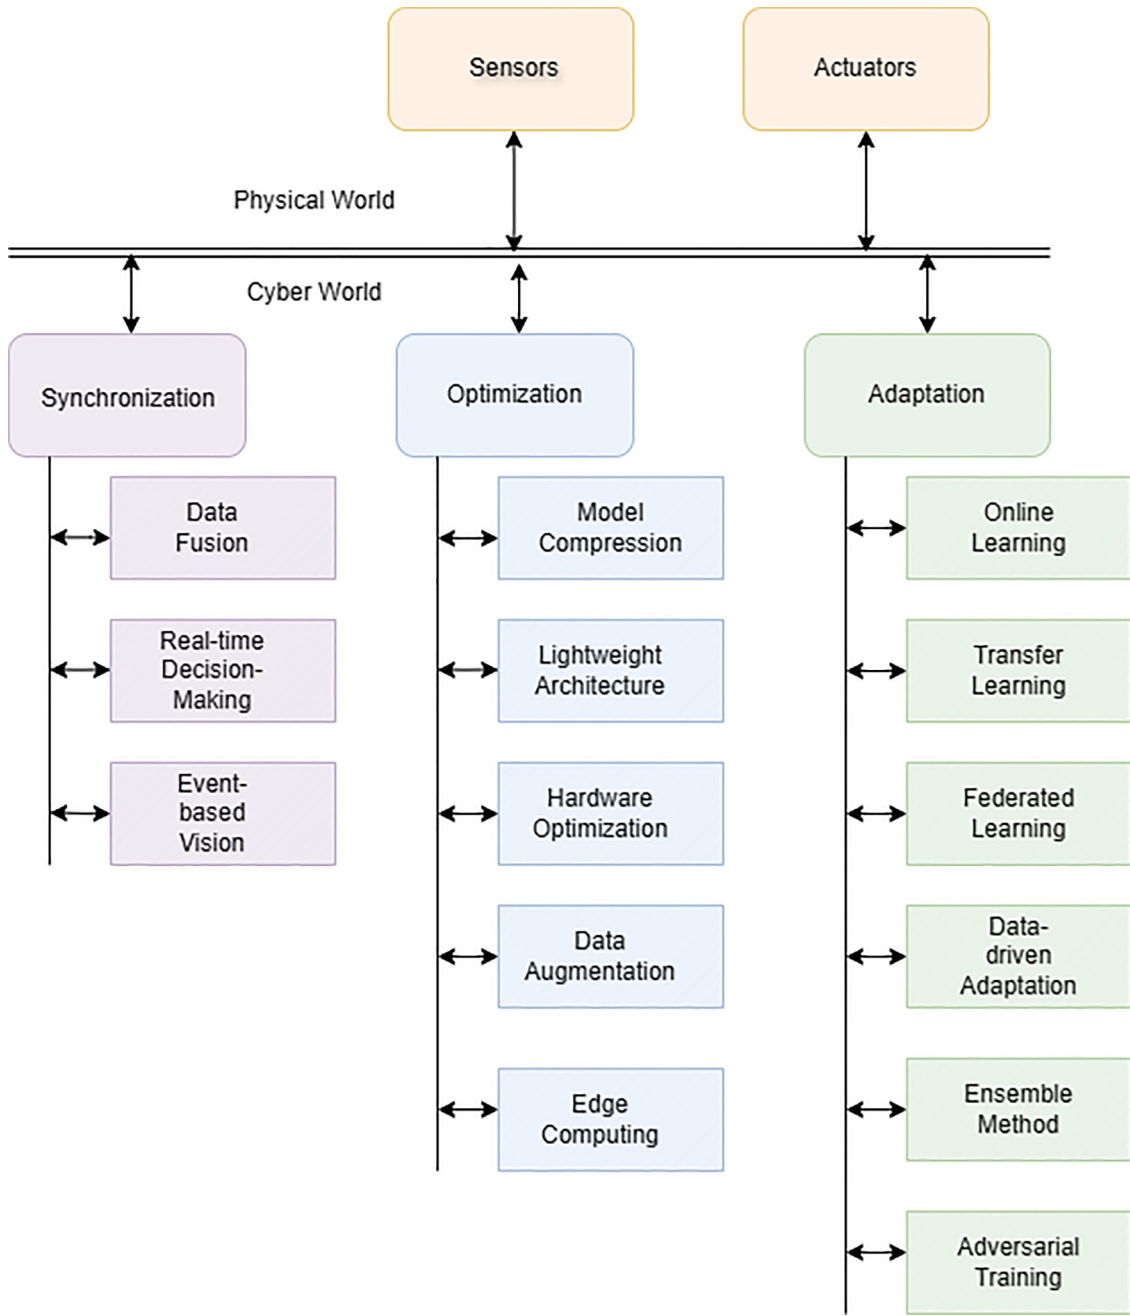 Sensors
Actuators
Physical World
Cyber World
Synchronization
Optimization
Adaptation
Data
Fusion
Real-time
Decision-
Making
Event-
based
Vision
Model
Compression
Lightweight
Architecture
Hardware
Optimization
Data
Augmentation
Edge
Computing
Online
Learning
Transfer
Learning
Federated
Learning
Data-
driven
Adaptation
Ensemble
Method
Adversarial
Training